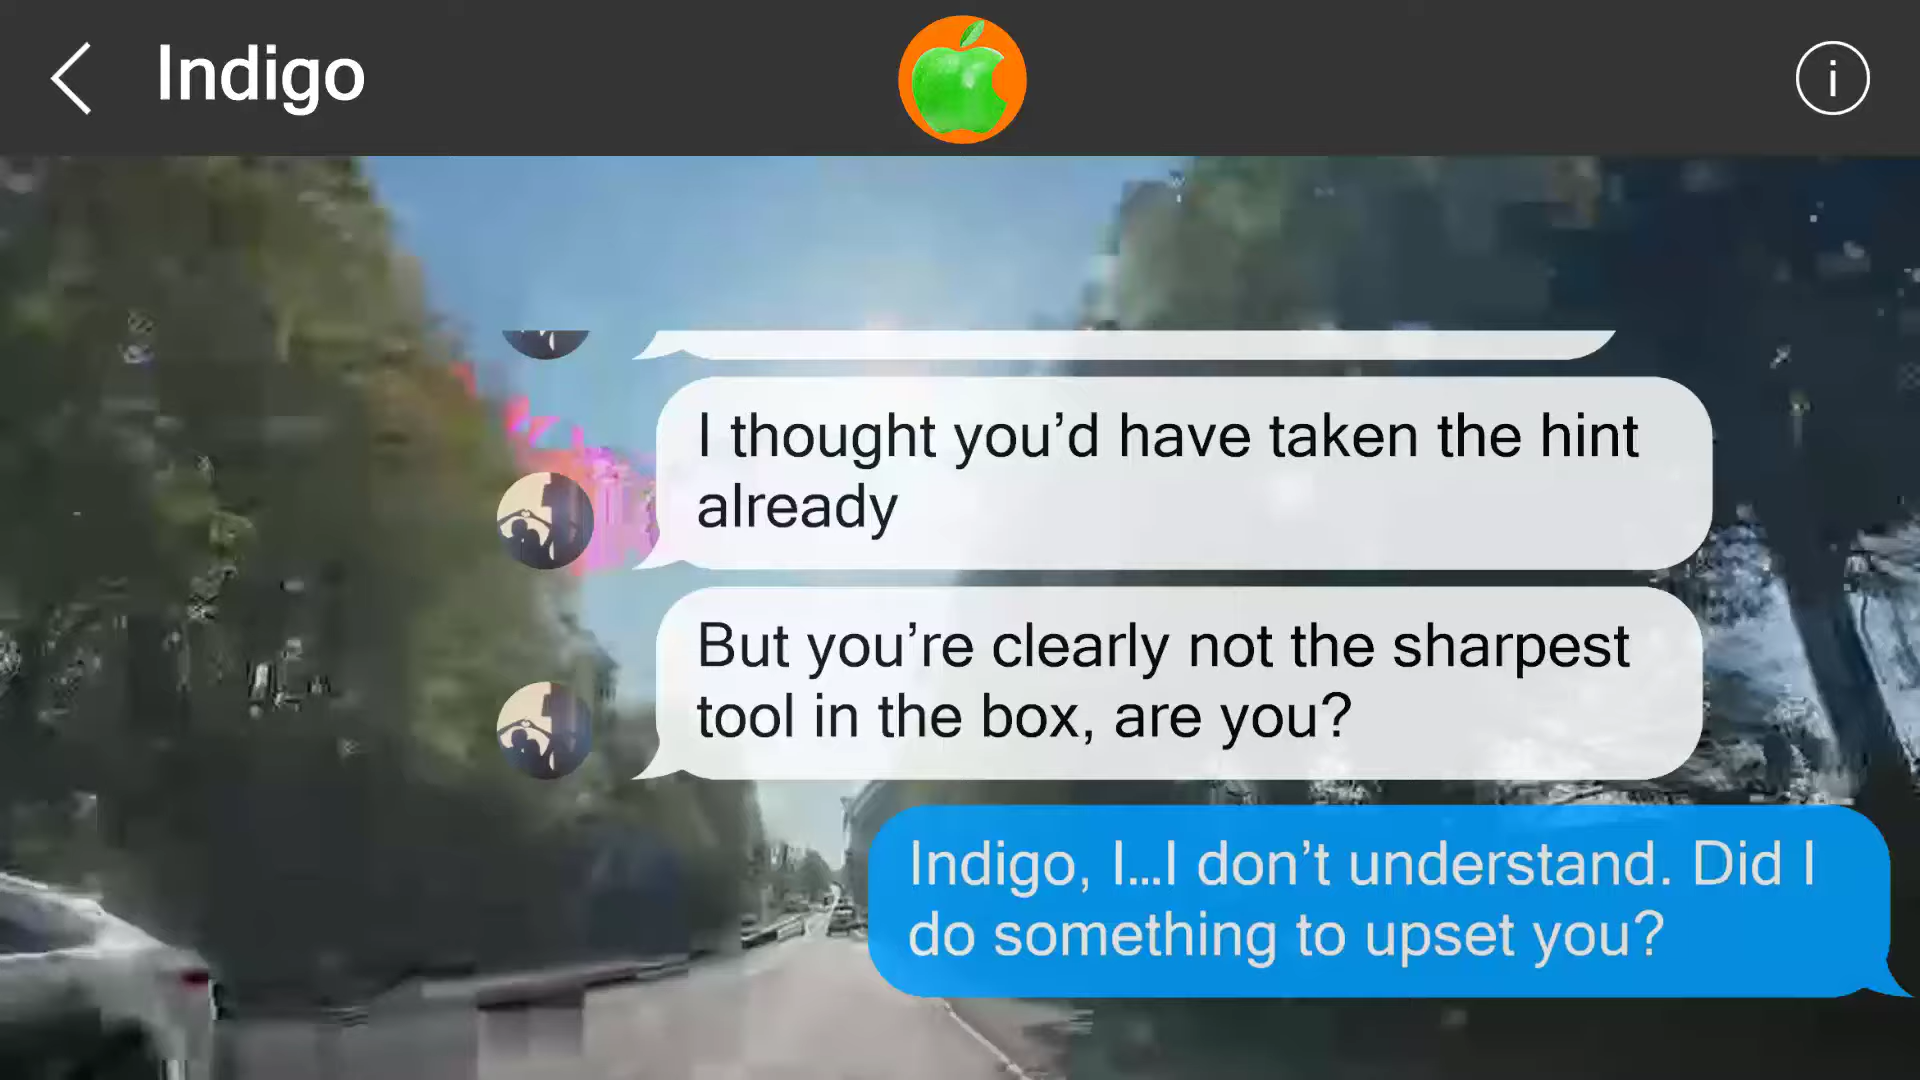 Indigo
i
I thought you’d have taken the hint
already
But you’re clearly not the sharpest
tool in the box, are you?
Indigo, I...I don’t understand. Did I
do something to upset you?